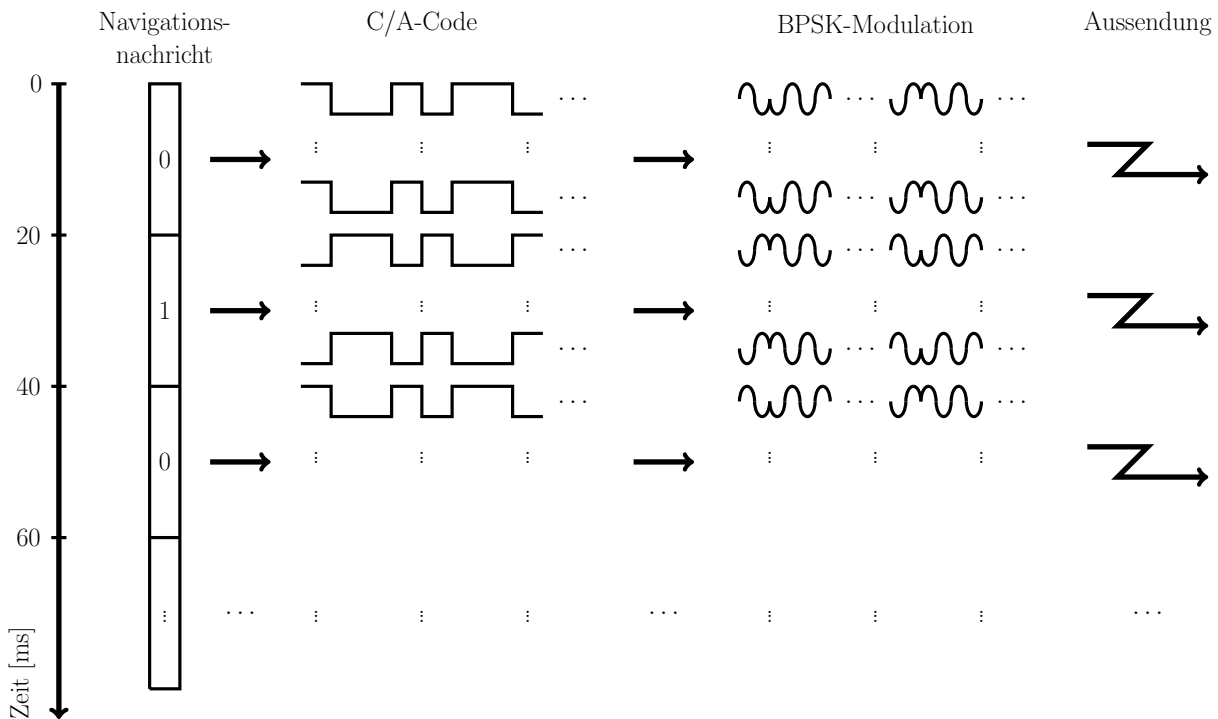 Navigations-
nachricht
C/A-Code
BPSK-Modulation
Aussendung
0
0
20
1
40
0
60
Zeit [ms]